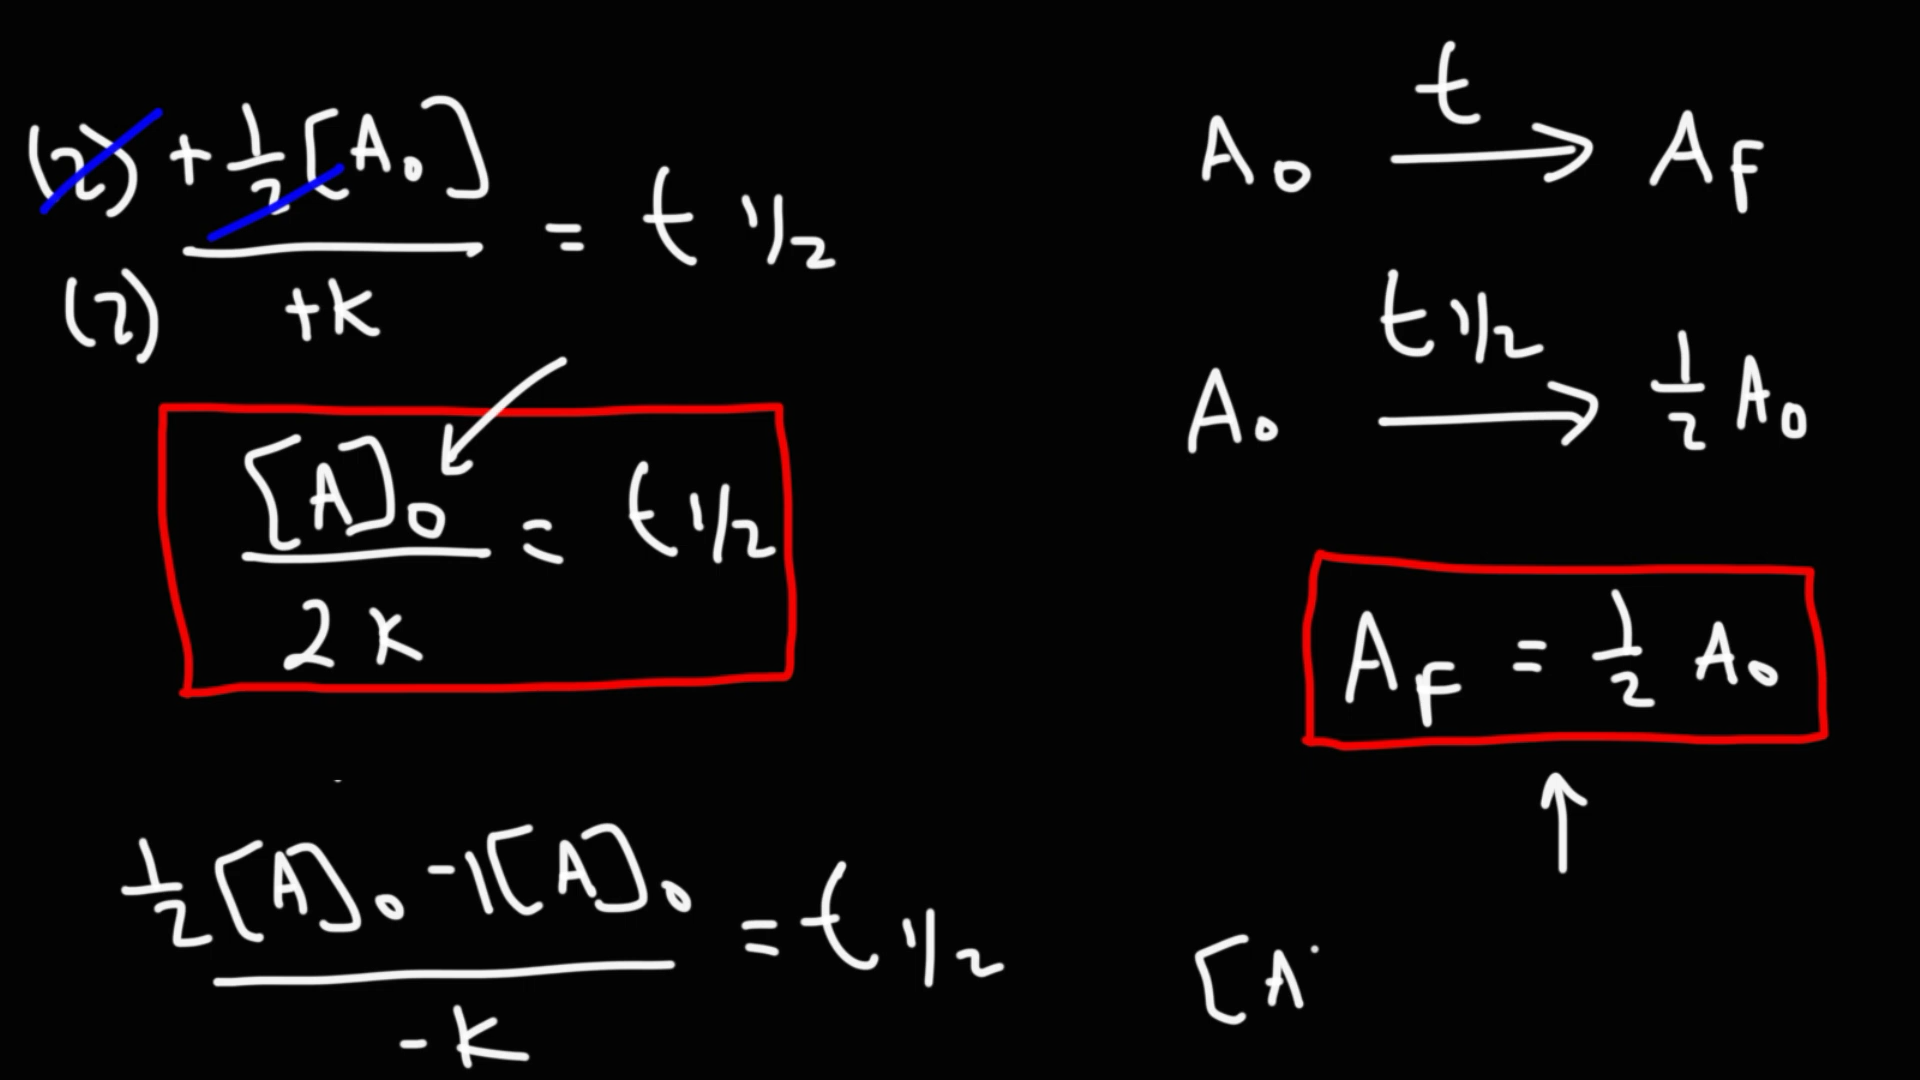 (2) +1/2 [A₀] / (2) +k = t 1/2
[A]₀ / 2k = t 1/2
1/2 [A]₀ -1[A]₀ / -k = t 1/2
A₀ —t→ A_F
A₀ —t 1/2→ 1/2 A₀
A_F = 1/2 A₀
[A